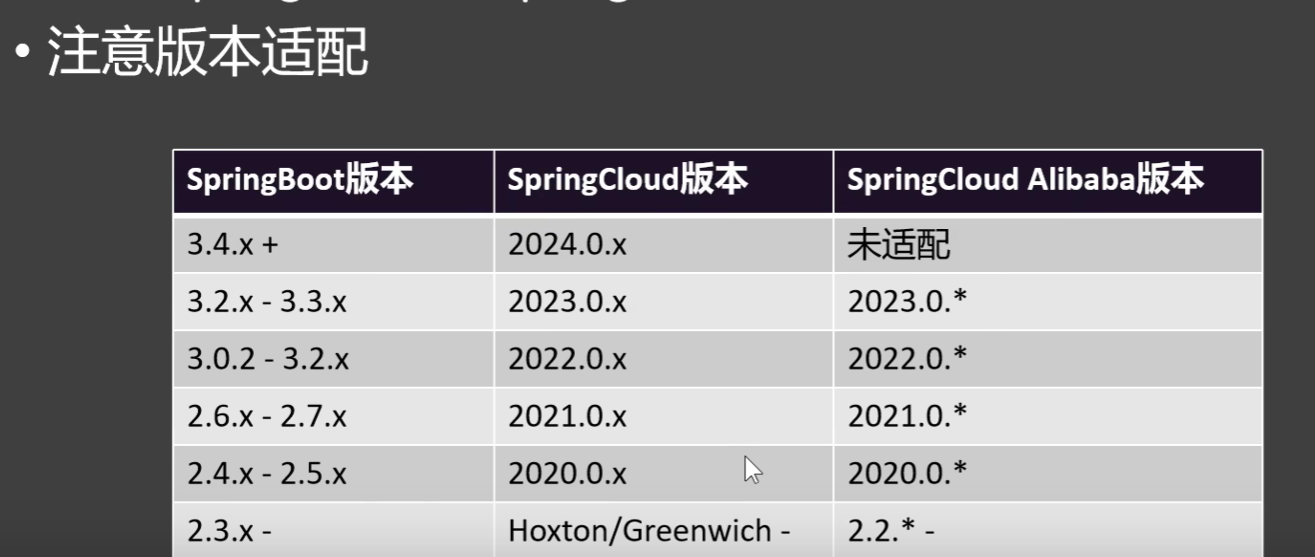 • 注意版本适配
SpringBoot版本 SpringCloud版本 SpringCloud Alibaba版本
3.4.x + 2024.0.x 未适配
3.2.x - 3.3.x 2023.0.x 2023.0.*
3.0.2 - 3.2.x 2022.0.x 2022.0.*
2.6.x - 2.7.x 2021.0.x 2021.0.*
2.4.x - 2.5.x 2020.0.x 2020.0.*
2.3.x - Hoxton/Greenwich - 2.2.* -